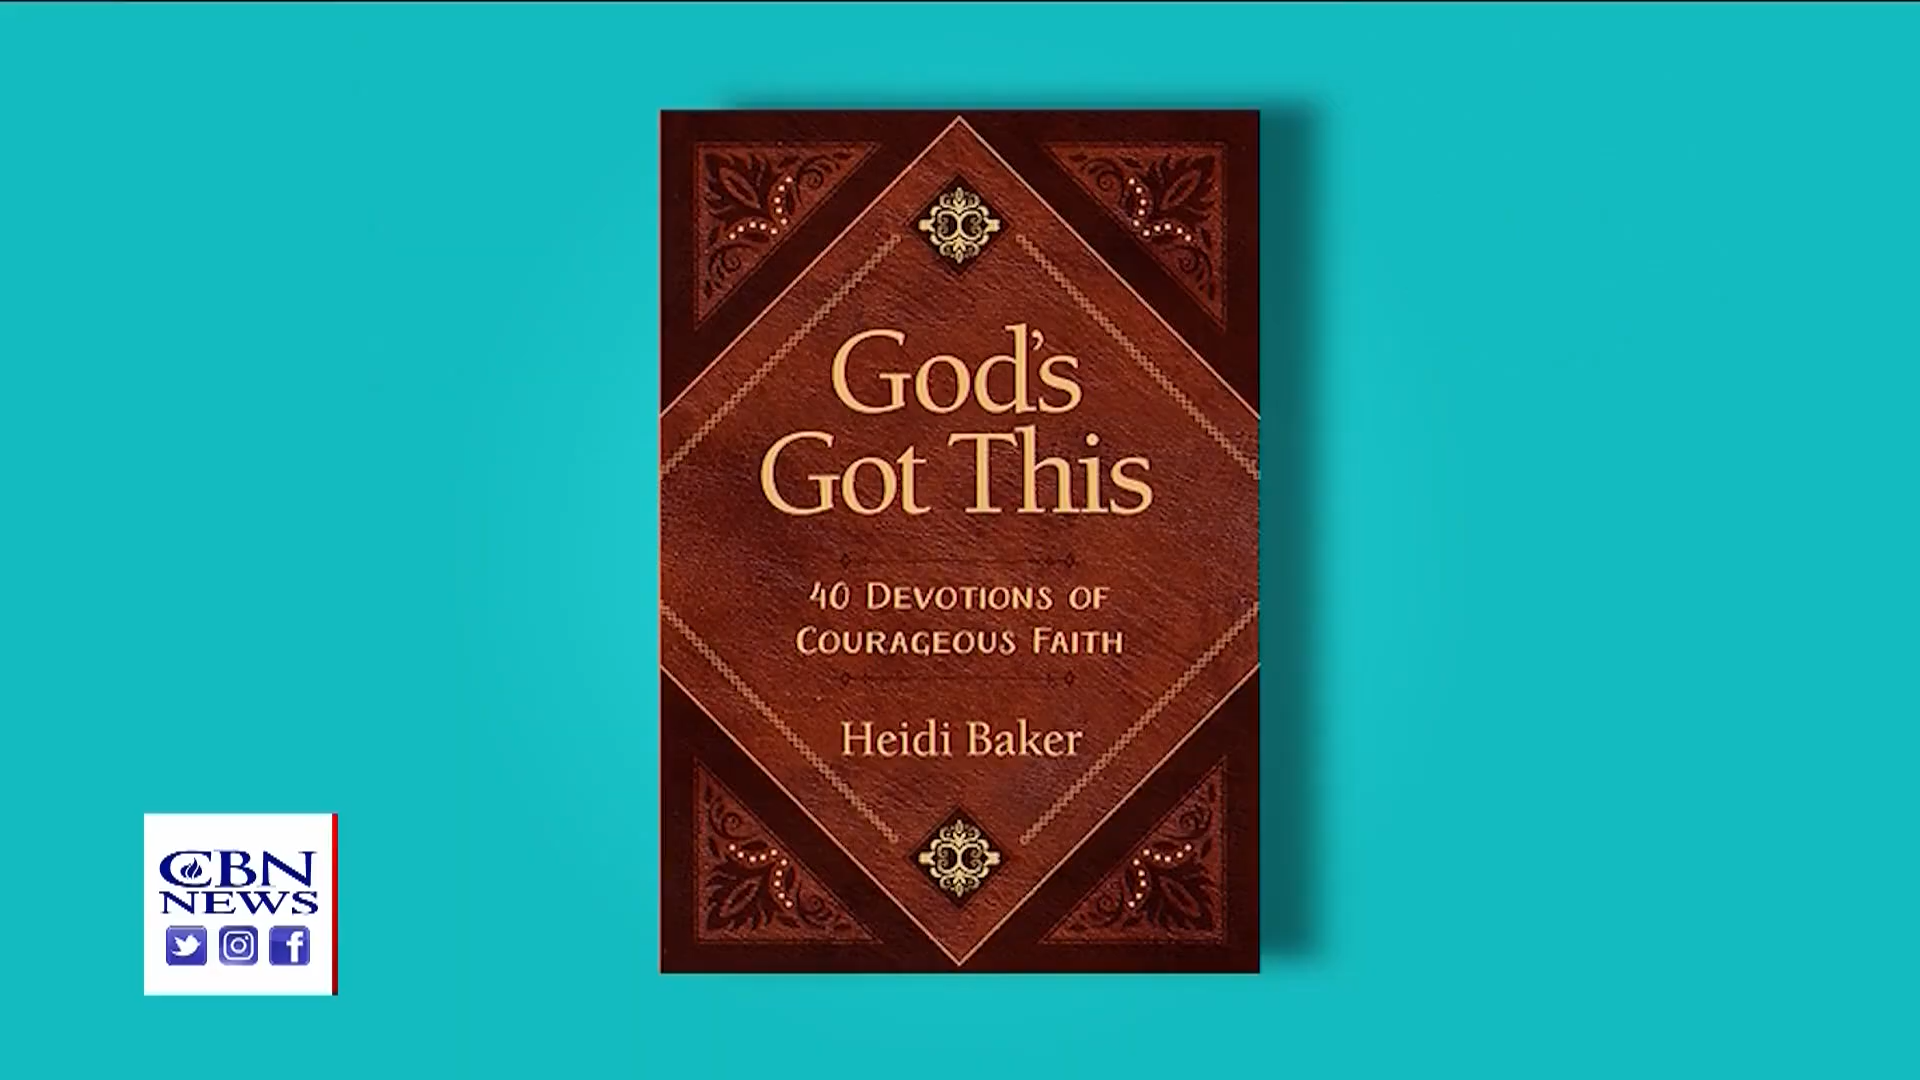 God's
Got This
40 Devotions of
Courageous Faith
Heidi Baker
CBN
NEWS